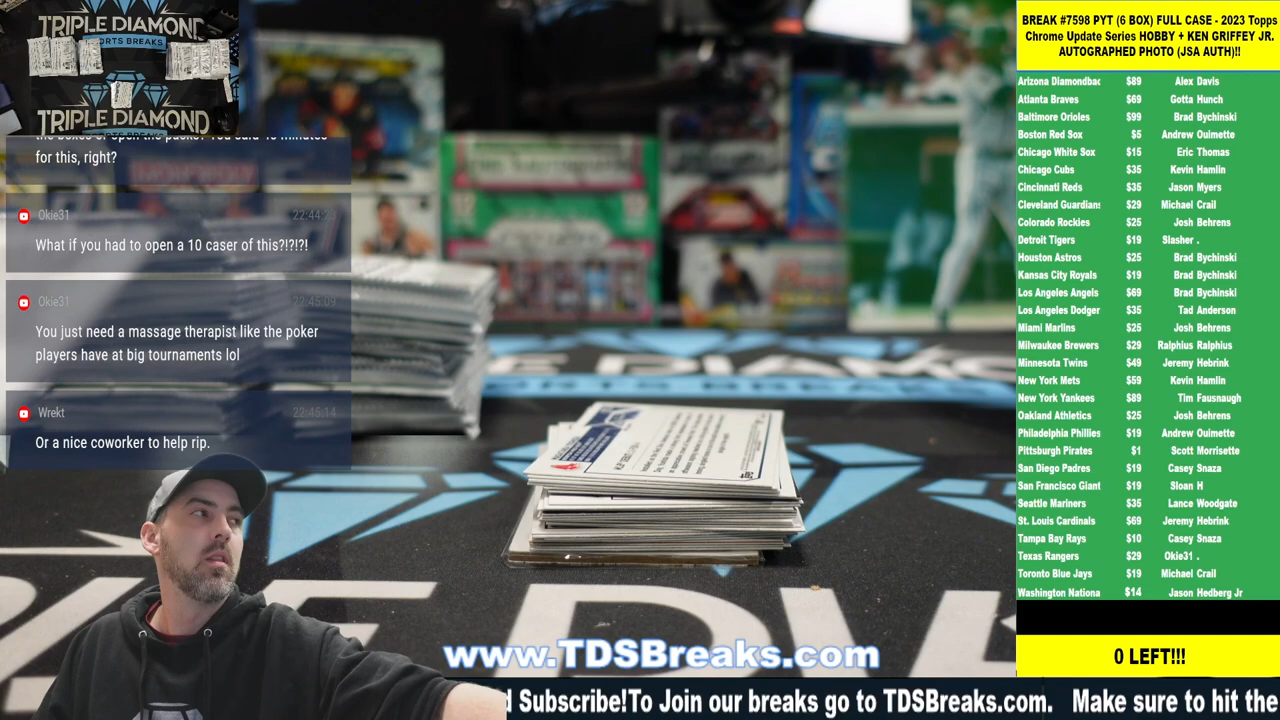 TRIPLE DIAMOND
ORTS BREAKS
TRIPLE DIAMOND
for this, right?
Okie31
22:44:23
What if you had to open a 10 caser of this?!?!?!
Okie31
22:45:09
You just need a massage therapist like the poker
players have at big tournaments lol
Wrekt
22:45:14
Or a nice coworker to help rip.
www.TDSBreaks.com
d Subscribe!To Join our breaks go to TDSBreaks.com. Make sure to hit the
BREAK #7598 PYT (6 BOX) FULL CASE - 2023 Topps
Chrome Update Series HOBBY + KEN GRIFFEY JR.
AUTOGRAPHED PHOTO (JSA AUTH)!!
Arizona Diamondbac $89 Alex Davis
Atlanta Braves $69 Gotta Hunch
Baltimore Orioles $99 Brad Bychinski
Boston Red Sox $5 Andrew Ouimette
Chicago White Sox $15 Eric Thomas
Chicago Cubs $35 Kevin Hamlin
Cincinnati Reds $35 Jason Myers
Cleveland Guardians $29 Michael Crail
Colorado Rockies $25 Josh Behrens
Detroit Tigers $19 Slasher .
Houston Astros $25 Brad Bychinski
Kansas City Royals $19 Brad Bychinski
Los Angeles Angels $69 Brad Bychinski
Los Angeles Dodger $35 Tad Anderson
Miami Marlins $25 Josh Behrens
Milwaukee Brewers $29 Ralphius Ralphius
Minnesota Twins $49 Jeremy Hebrink
New York Mets $59 Kevin Hamlin
New York Yankees $89 Tim Fausnaugh
Oakland Athletics $25 Josh Behrens
Philadelphia Phillies $19 Andrew Ouimette
Pittsburgh Pirates $1 Scott Morrisette
San Diego Padres $19 Casey Snaza
San Francisco Giant $19 Sloan H
Seattle Mariners $35 Lance Woodgate
St. Louis Cardinals $69 Jeremy Hebrink
Tampa Bay Rays $10 Casey Snaza
Texas Rangers $29 Okie31 .
Toronto Blue Jays $19 Michael Crail
Washington Nationa $14 Jason Hedberg Jr
0 LEFT!!!